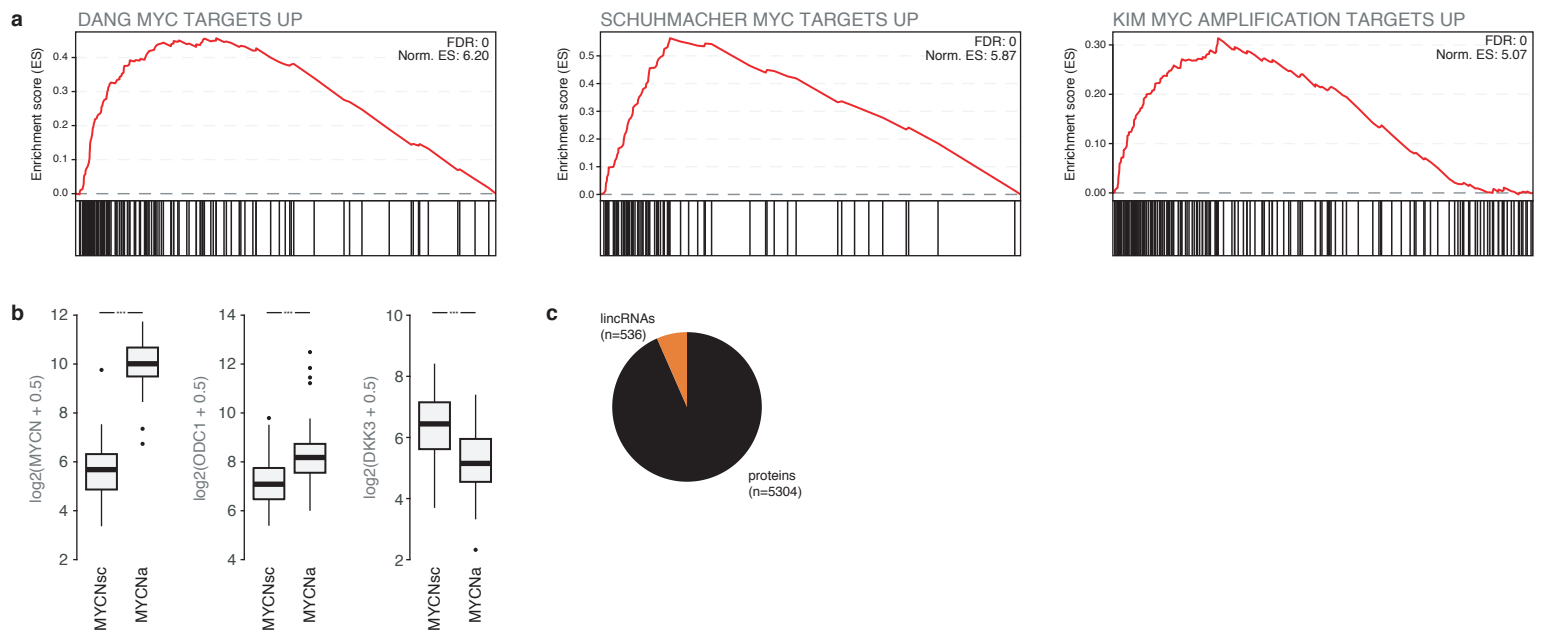 a
DANG MYC TARGETS UP
Enrichment score (ES)
0.4
0.3
0.2
0.1
0.0
FDR: 0
Norm. ES: 6.20
SCHUHMACHER MYC TARGETS UP
Enrichment score (ES)
0.5
0.4
0.3
0.2
0.1
0.0
FDR: 0
Norm. ES: 5.87
KIM MYC AMPLIFICATION TARGETS UP
Enrichment score (ES)
0.30
0.20
0.10
0.00
FDR: 0
Norm. ES: 5.07
b
log2(MYCN + 0.5)
12
10
8
6
4
2
***
MYCNsc
MYCNa
log2(ODC1 + 0.5)
14
12
10
8
6
4
***
MYCNsc
MYCNa
log2(DKK3 + 0.5)
10
8
6
4
2
***
MYCNsc
MYCNa
c
lincRNAs
(n=536)
proteins
(n=5304)